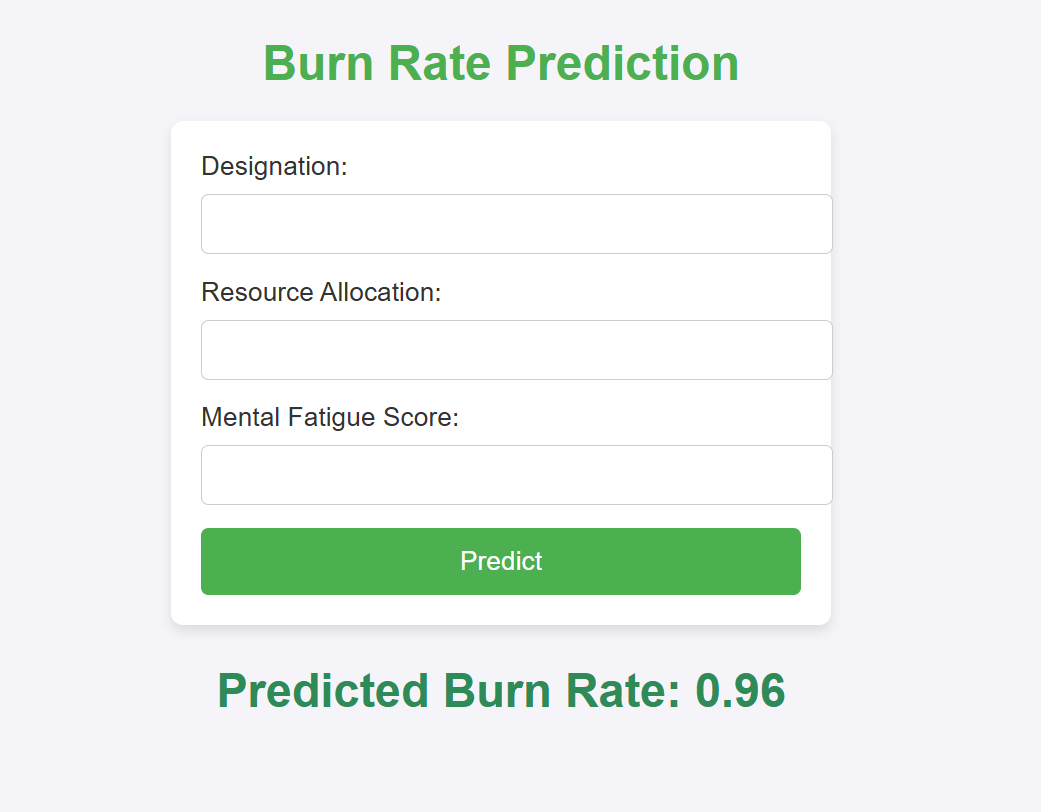 Burn Rate Prediction
Designation:
Resource Allocation:
Mental Fatigue Score:
Predict
Predicted Burn Rate: 0.96